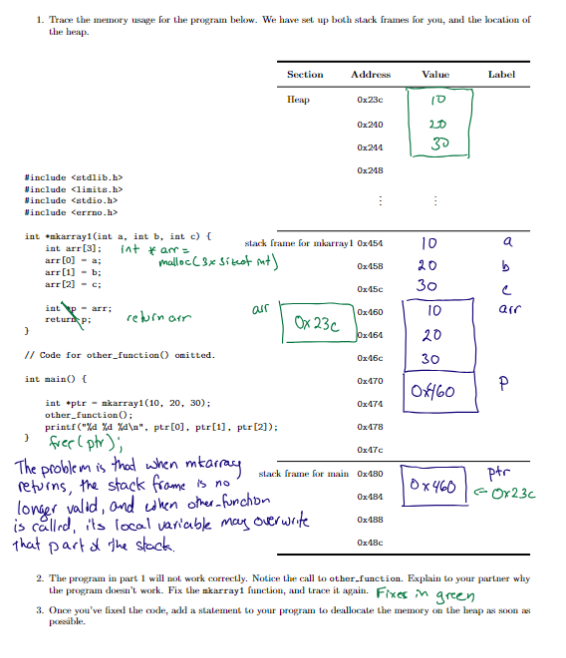 1. Trace the memory usage for the program below. We have set up both stack frames for you, and the location of
the heap.
Section Address Value Label
Heap 0x23c 10
0x240 20
0x244 30
0x248
⋮ ⋮
#include <stdlib.h>
#include <limits.h>
#include <stdio.h>
#include <errno.h>
int *mkarray1(int a, int b, int c) {
int arr[3]; int * arr =
arr[0] = a; malloc(3x sizeof int)
arr[1] = b;
arr[2] = c;
int *p = arr;
return p; return arr
}
// Code for other_function() omitted.
int main() {
int *ptr = mkarray1(10, 20, 30);
other_function();
printf("%d %d %d\n", ptr[0], ptr[1], ptr[2]);
} free(ptr);
stack frame for mkarray1 0x454 10 a
0x458 20 b
0x45c 30 c
arr 0x23c 0x460 10 arr
0x464 20
0x46c 30
0x470 0x460 p
0x474
0x478
0x47c
stack frame for main 0x480 0x460 ptr
0x484 ← 0x23c
0x488
0x48c
The problem is that when mkarray
returns, the stack frame is no
longer valid, and when other_function
is called, its local variable may overwrite
that part of the stack.
2. The program in part 1 will not work correctly. Notice the call to other_function. Explain to your partner why
the program doesn't work. Fix the mkarray1 function, and trace it again. Fixes in green
3. Once you've fixed the code, add a statement to your program to deallocate the memory on the heap as soon as
possible.